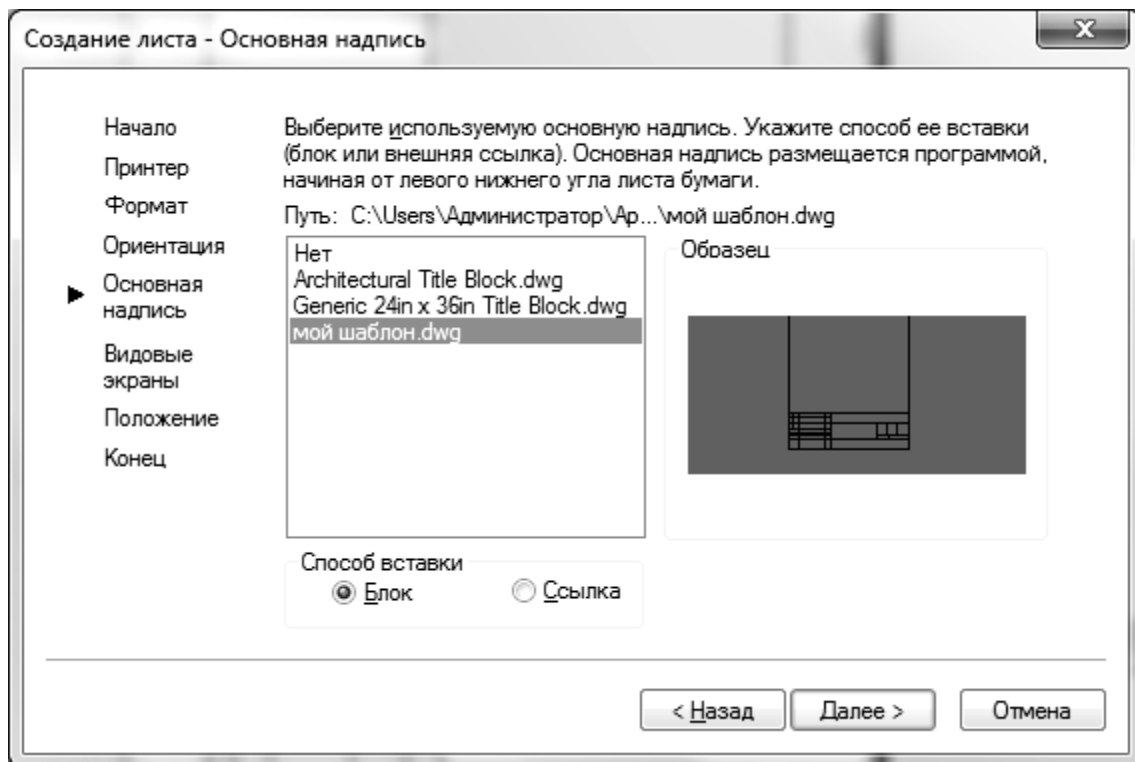 Создание листа - Основная надпись
X
Начало
Принтер
Формат
Ориентация
Основная
надпись
Видовые
экраны
Положение
Конец
Выберите используемую основную надпись. Укажите способ ее вставки
(блок или внешняя ссылка). Основная надпись размещается программой,
начиная от левого нижнего угла листа бумаги.
Путь: C:\Users\Администратор\Ap...\мой шаблон.dwg
Нет
Architectural Title Block.dwg
Generic 24in x 36in Title Block.dwg
мой шаблон.dwg
Образец
Способ вставки
Блок
Ссылка
< Назад
Далее >
Отмена